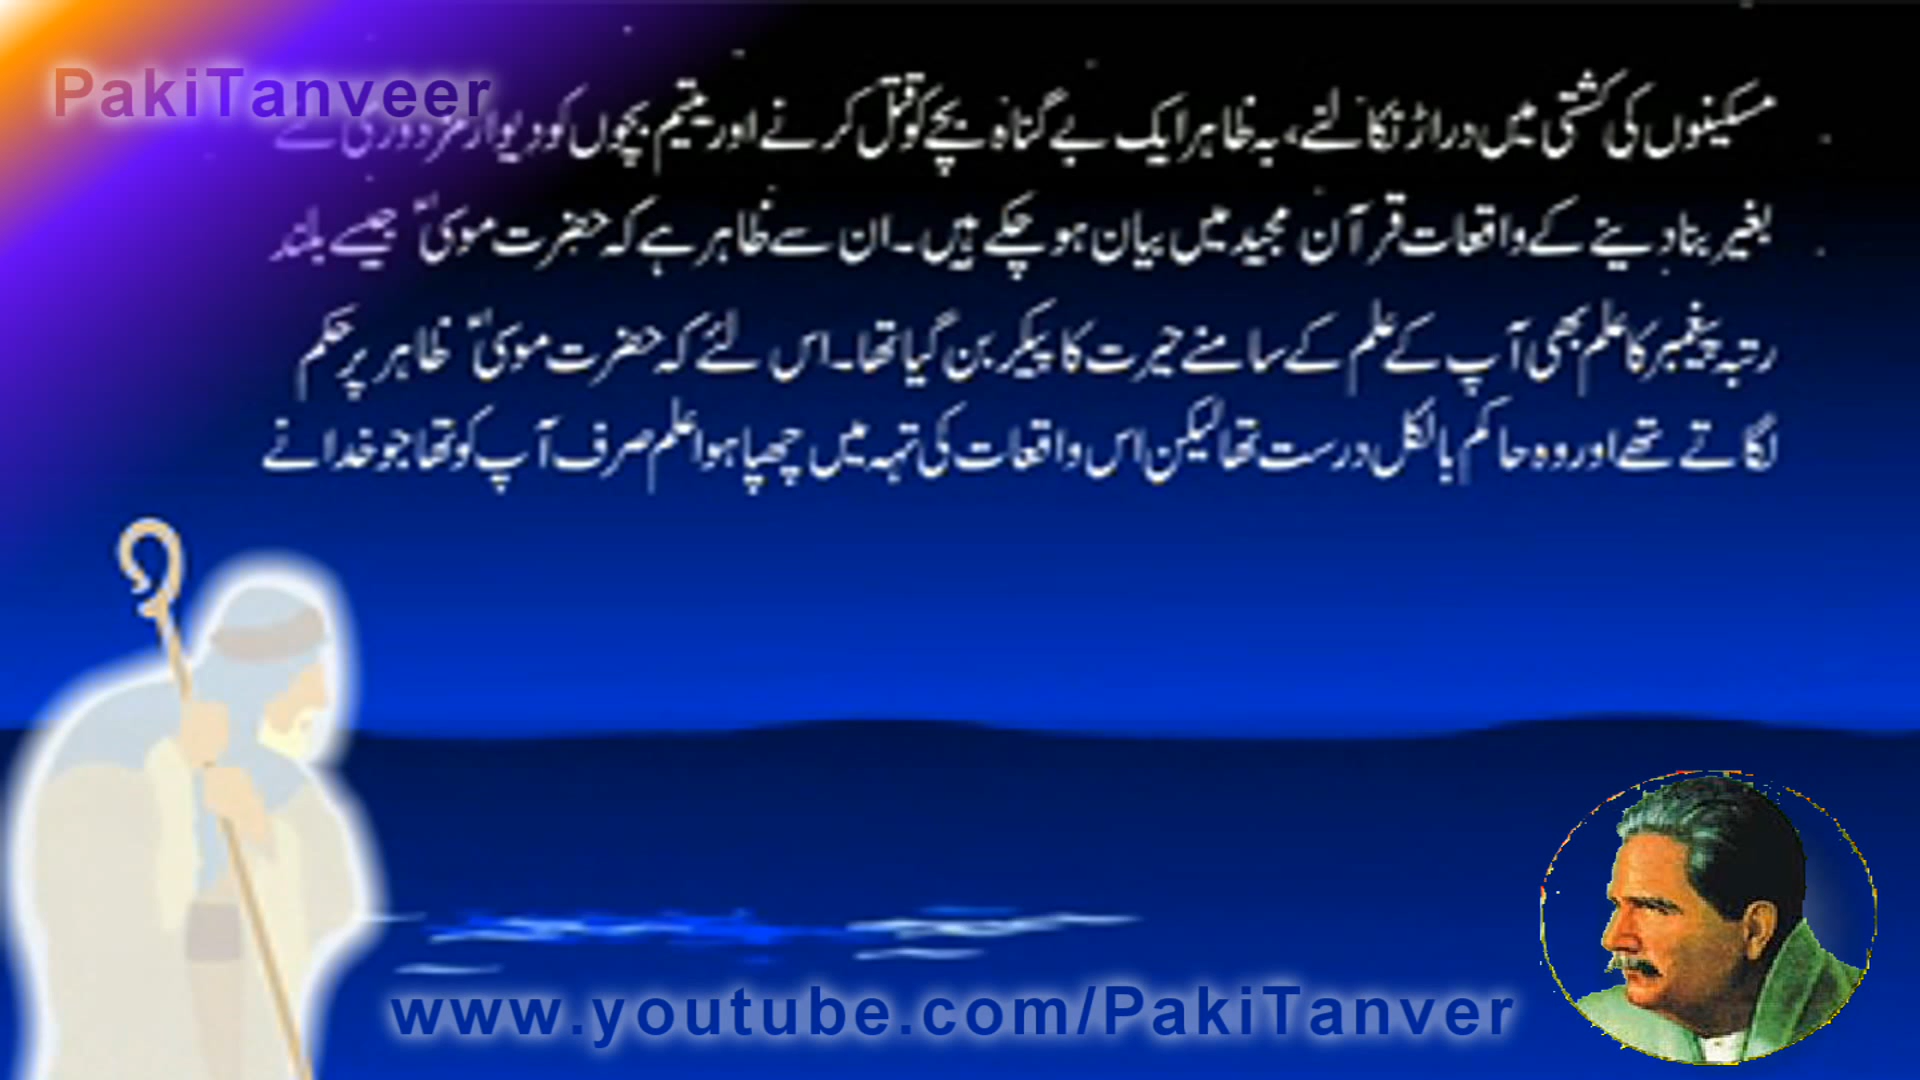 PakiTanveer
مسکینوں کی کشتی میں دراڑ نکالنے، بہ ظاہر ایک بے گناہ بچے کو قتل کرنے اور یتیم بچوں کو دیوار مزدوری لئے
بغیر بنا دینے کے واقعات قرآن مجید میں بیان ہو چکے ہیں۔ ان سے ظاہر ہے کہ حضرت موسیٰؑ جیسے بلند
رتبہ پیغمبر کا علم بھی آپ کے علم کے سامنے حیرت کا پیکر بن گیا تھا۔ اس لئے کہ حضرت موسیٰؑ ظاہر پر حکم
لگاتے تھے اور وہ حاکم بالکل درست تھا لیکن اس واقعات کی تہہ میں چھپا ہوا علم صرف آپ کو تھا جو خدا نے
www.youtube.com/PakiTanver